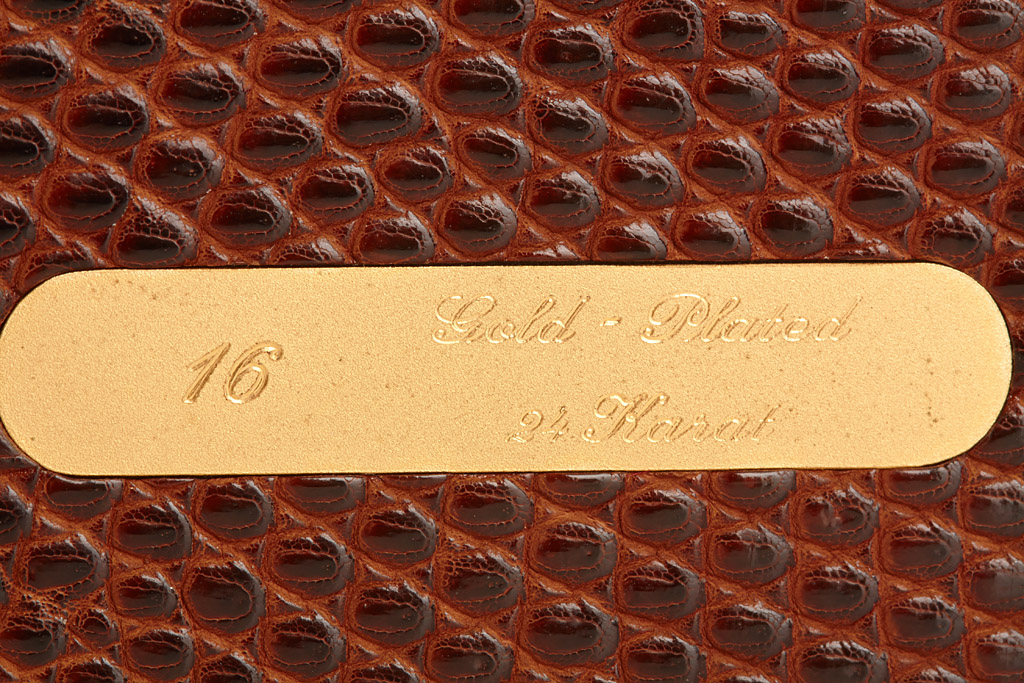 16
Gold - Plated
24 Karat